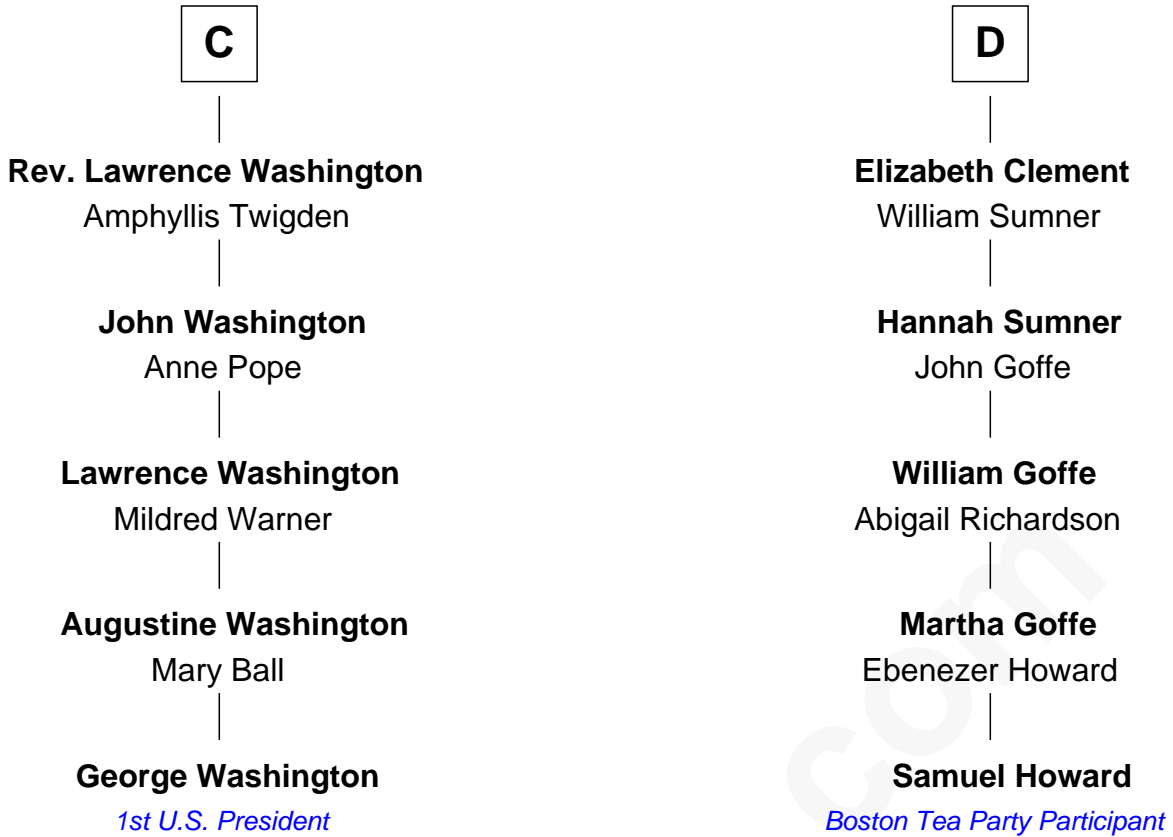 C
Rev. Lawrence Washington
Amphyllis Twigden
John Washington
Anne Pope
Lawrence Washington
Mildred Warner
Augustine Washington
Mary Ball
George Washington
1st U.S. President
D
Elizabeth Clement
William Sumner
Hannah Sumner
John Goffe
William Goffe
Abigail Richardson
Martha Goffe
Ebenezer Howard
Samuel Howard
Boston Tea Party Participant
com